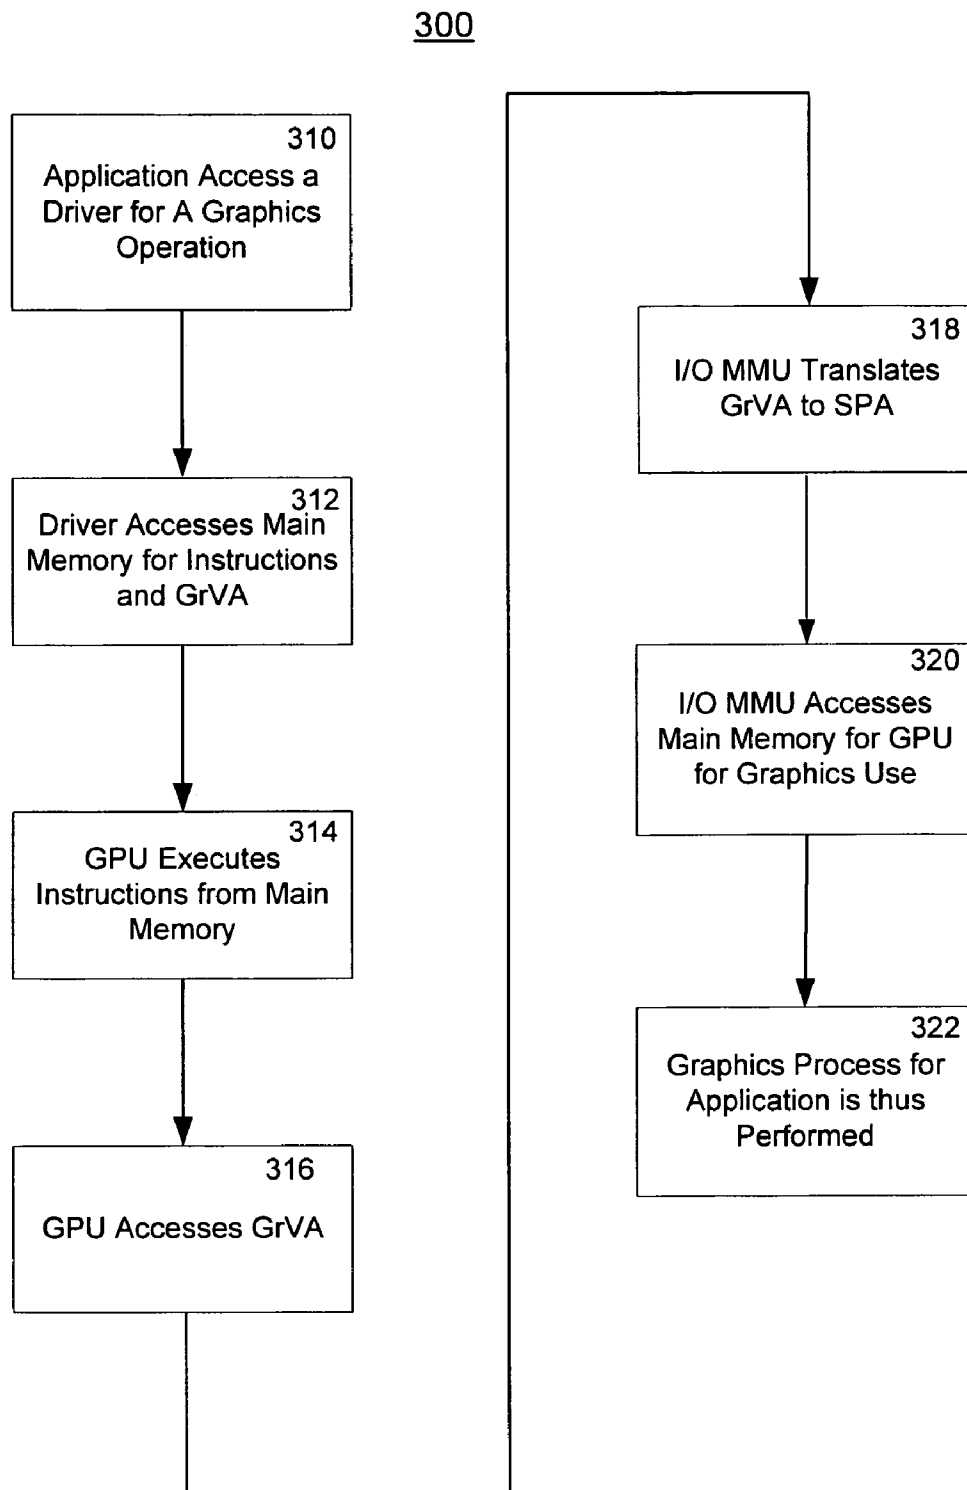 300
310
Application Access a
Driver for A Graphics
Operation
312
Driver Accesses Main
Memory for Instructions
and GrVA
314
GPU Executes
Instructions from Main
Memory
316
GPU Accesses GrVA
318
I/O MMU Translates
GrVA to SPA
320
I/O MMU Accesses
Main Memory for GPU
for Graphics Use
322
Graphics Process for
Application is thus
Performed